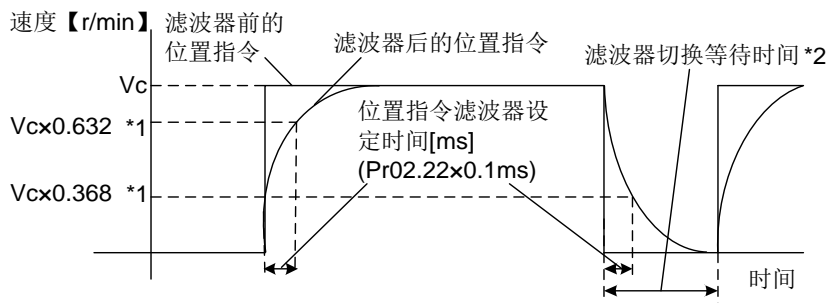 速度【r/min】
滤波器前的
位置指令
滤波器后的位置指令
滤波器切换等待时间*2
Vc
Vc×0.632 *1
Vc×0.368 *1
位置指令滤波器设
定时间[ms]
(Pr02.22×0.1ms)
时间